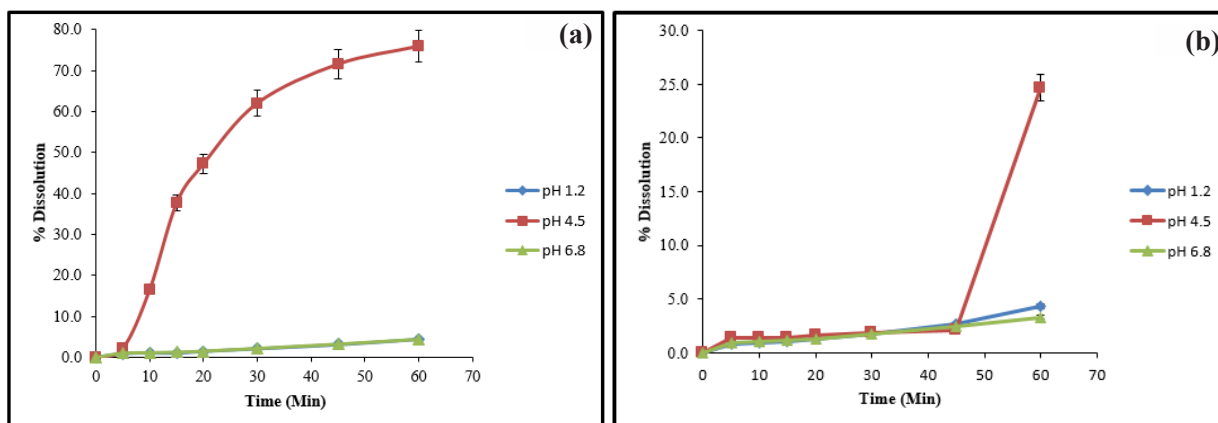 (a)
80.0
70.0
60.0
50.0
40.0
30.0
20.0
10.0
0.0
% Dissolution
0 10 20 30 40 50 60 70
Time (Min)
pH 1.2
pH 4.5
pH 6.8
(b)
30.0
25.0
20.0
15.0
10.0
5.0
0.0
% Dissolution
0 10 20 30 40 50 60 70
Time (Min)
pH 1.2
pH 4.5
pH 6.8